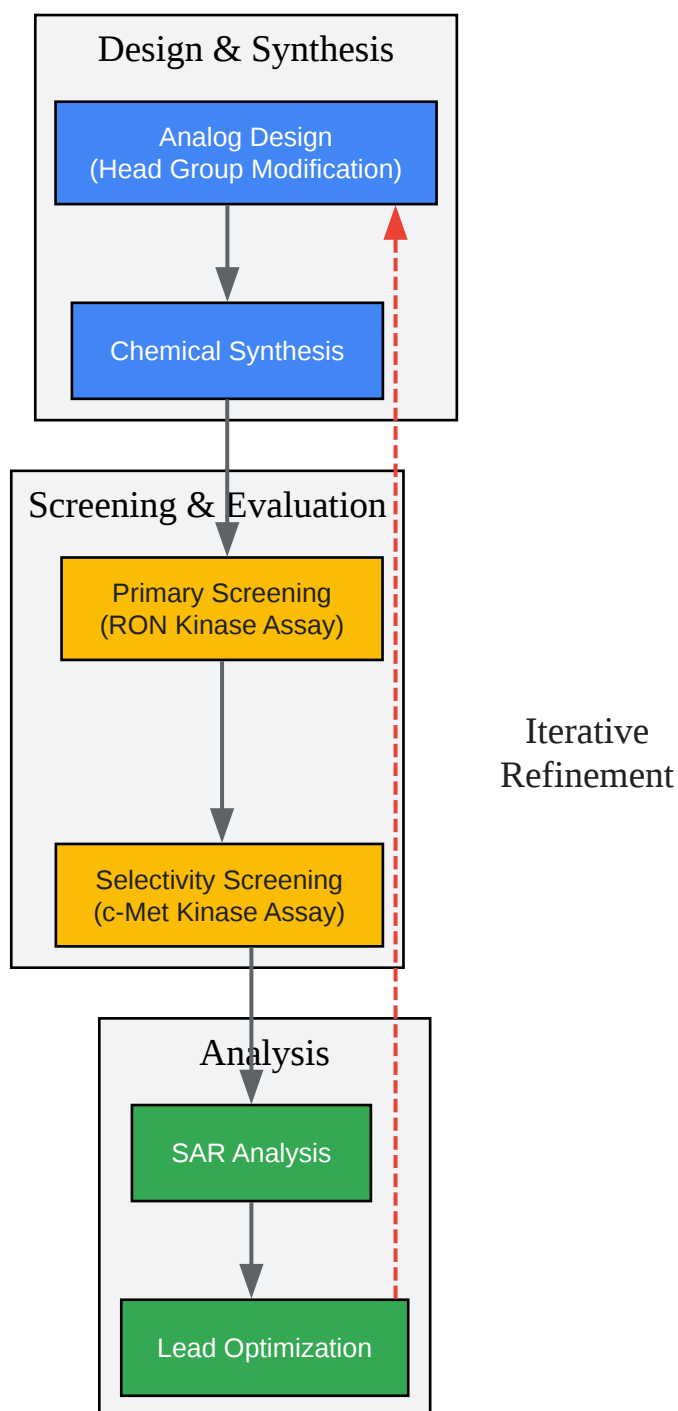 Design & Synthesis
Analog Design
(Head Group Modification)
Chemical Synthesis
Screening & Evaluation
Primary Screening
(RON Kinase Assay)
Iterative
Refinement
Selectivity Screening
(c-Met Kinase Assay)
Analysis
SAR Analysis
Lead Optimization